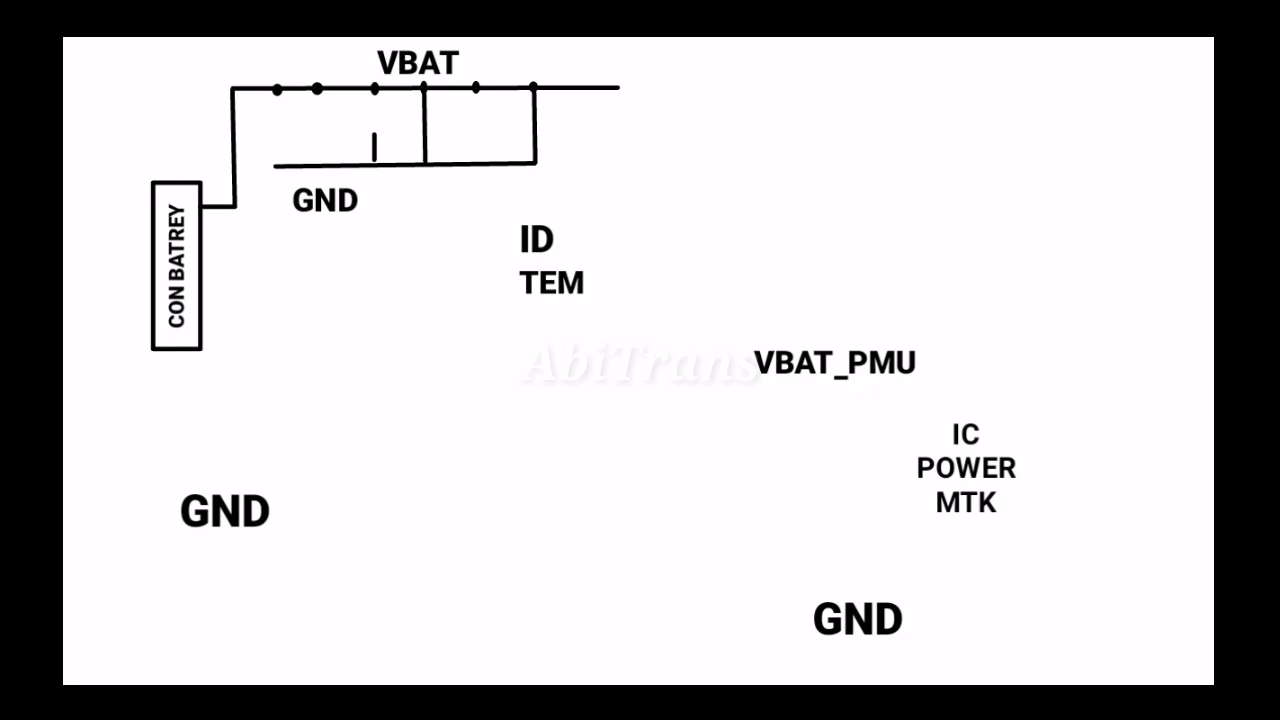 VBAT
GND
CON BATREY
ID
TEM
AbiTrans
VBAT_PMU
IC
POWER
MTK
GND
GND